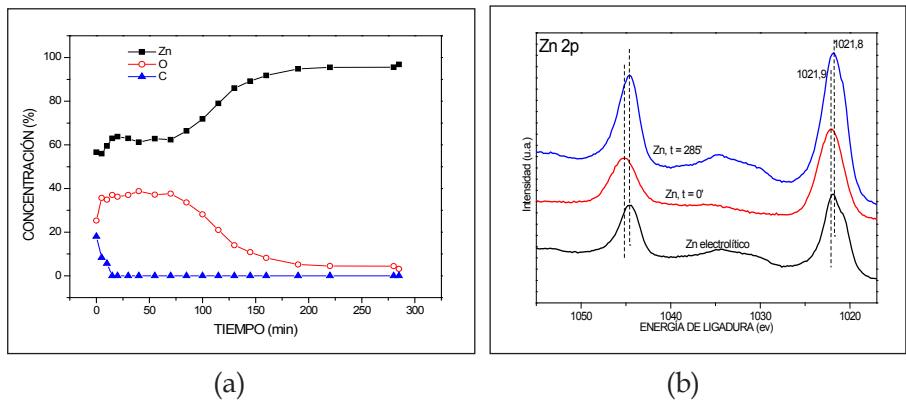 Zn
O
C
CONCENTRACIÓN (%)
100
80
60
40
20
0
0 50 100 150 200 250 300
TIEMPO (min)
(a)
Zn 2p
1021,8
1021,9
Zn, t = 285'
Zn, t = 0'
Zn electrolítico
Intensidad (u.a.)
1050 1040 1030 1020
ENERGÍA DE LIGADURA (ev)
(b)